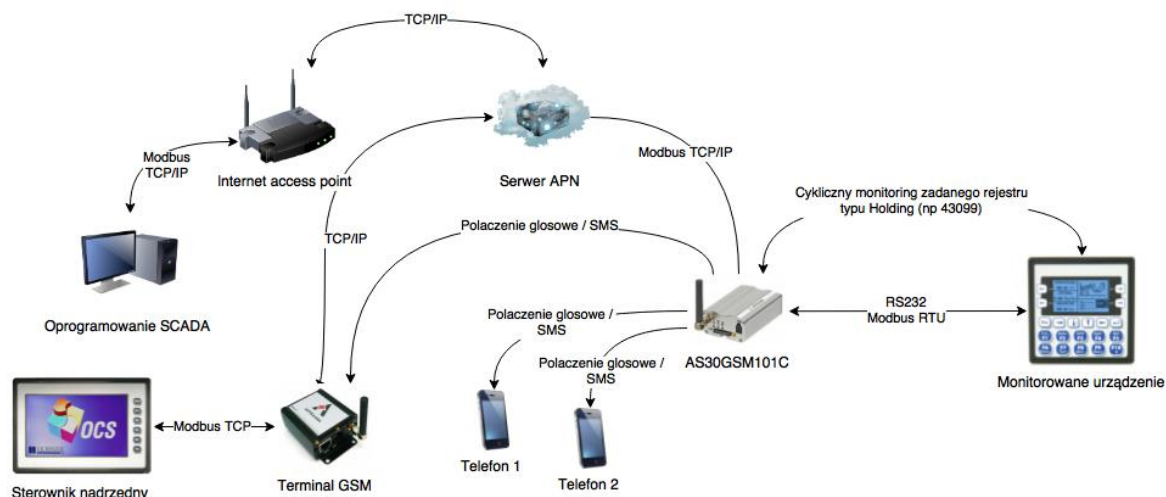 TCP/IP
Modbus
TCP/IP
Internet access point
Serwer APN
Modbus TCP/IP
Cykliczny monitoring zadanego rejestru
typu Holding (np 43099)
TCP/IP
Polaczenie glosowe / SMS
Oprogramowanie SCADA
Polaczenie glosowe /
SMS
RS232
Modbus RTU
Polaczenie glosowe /
SMS
AS30GSM101C
Monitorowane urządzenie
OCS
Modbus TCP
Telefon 1
Telefon 2
Terminal GSM
Sterownik nadrzędny